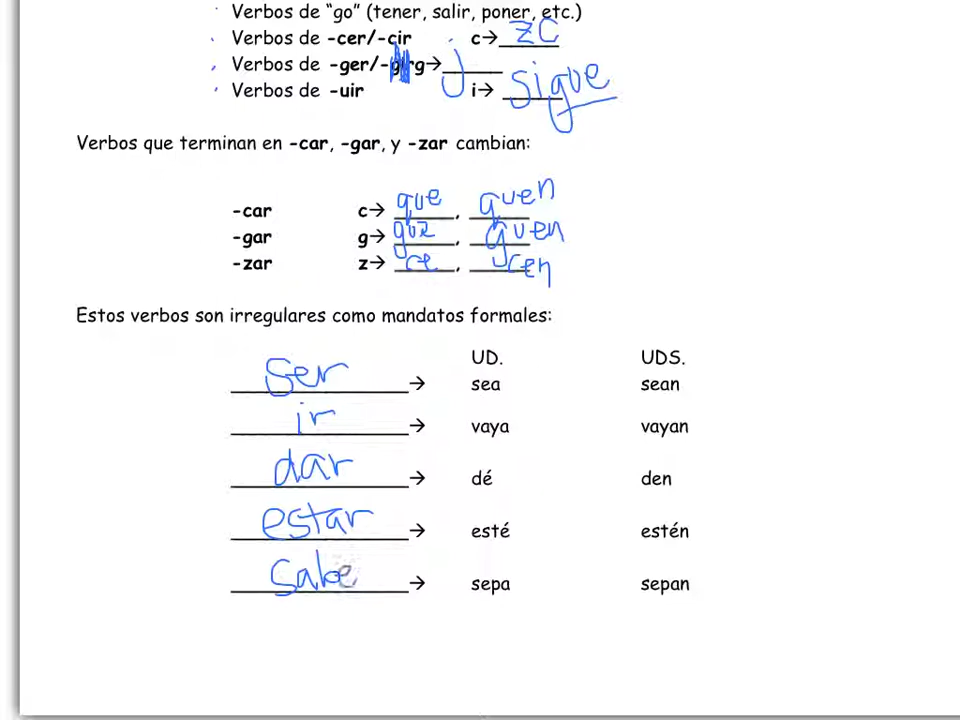 Verbos de “go” (tener, salir, poner, etc.)
Verbos de -cer/-cir c→ zc
Verbos de -ger/- g→ j
Verbos de -uir i→ sigue
Verbos que terminan en -car, -gar, y -zar cambian:
-car c→ que, quen
-gar g→ gue, guen
-zar z→ ce, cen
Estos verbos son irregulares como mandatos formales:
UD. UDS.
ser → sea sean
ir → vaya vayan
dar → dé den
estar → esté estén
sabe → sepa sepan